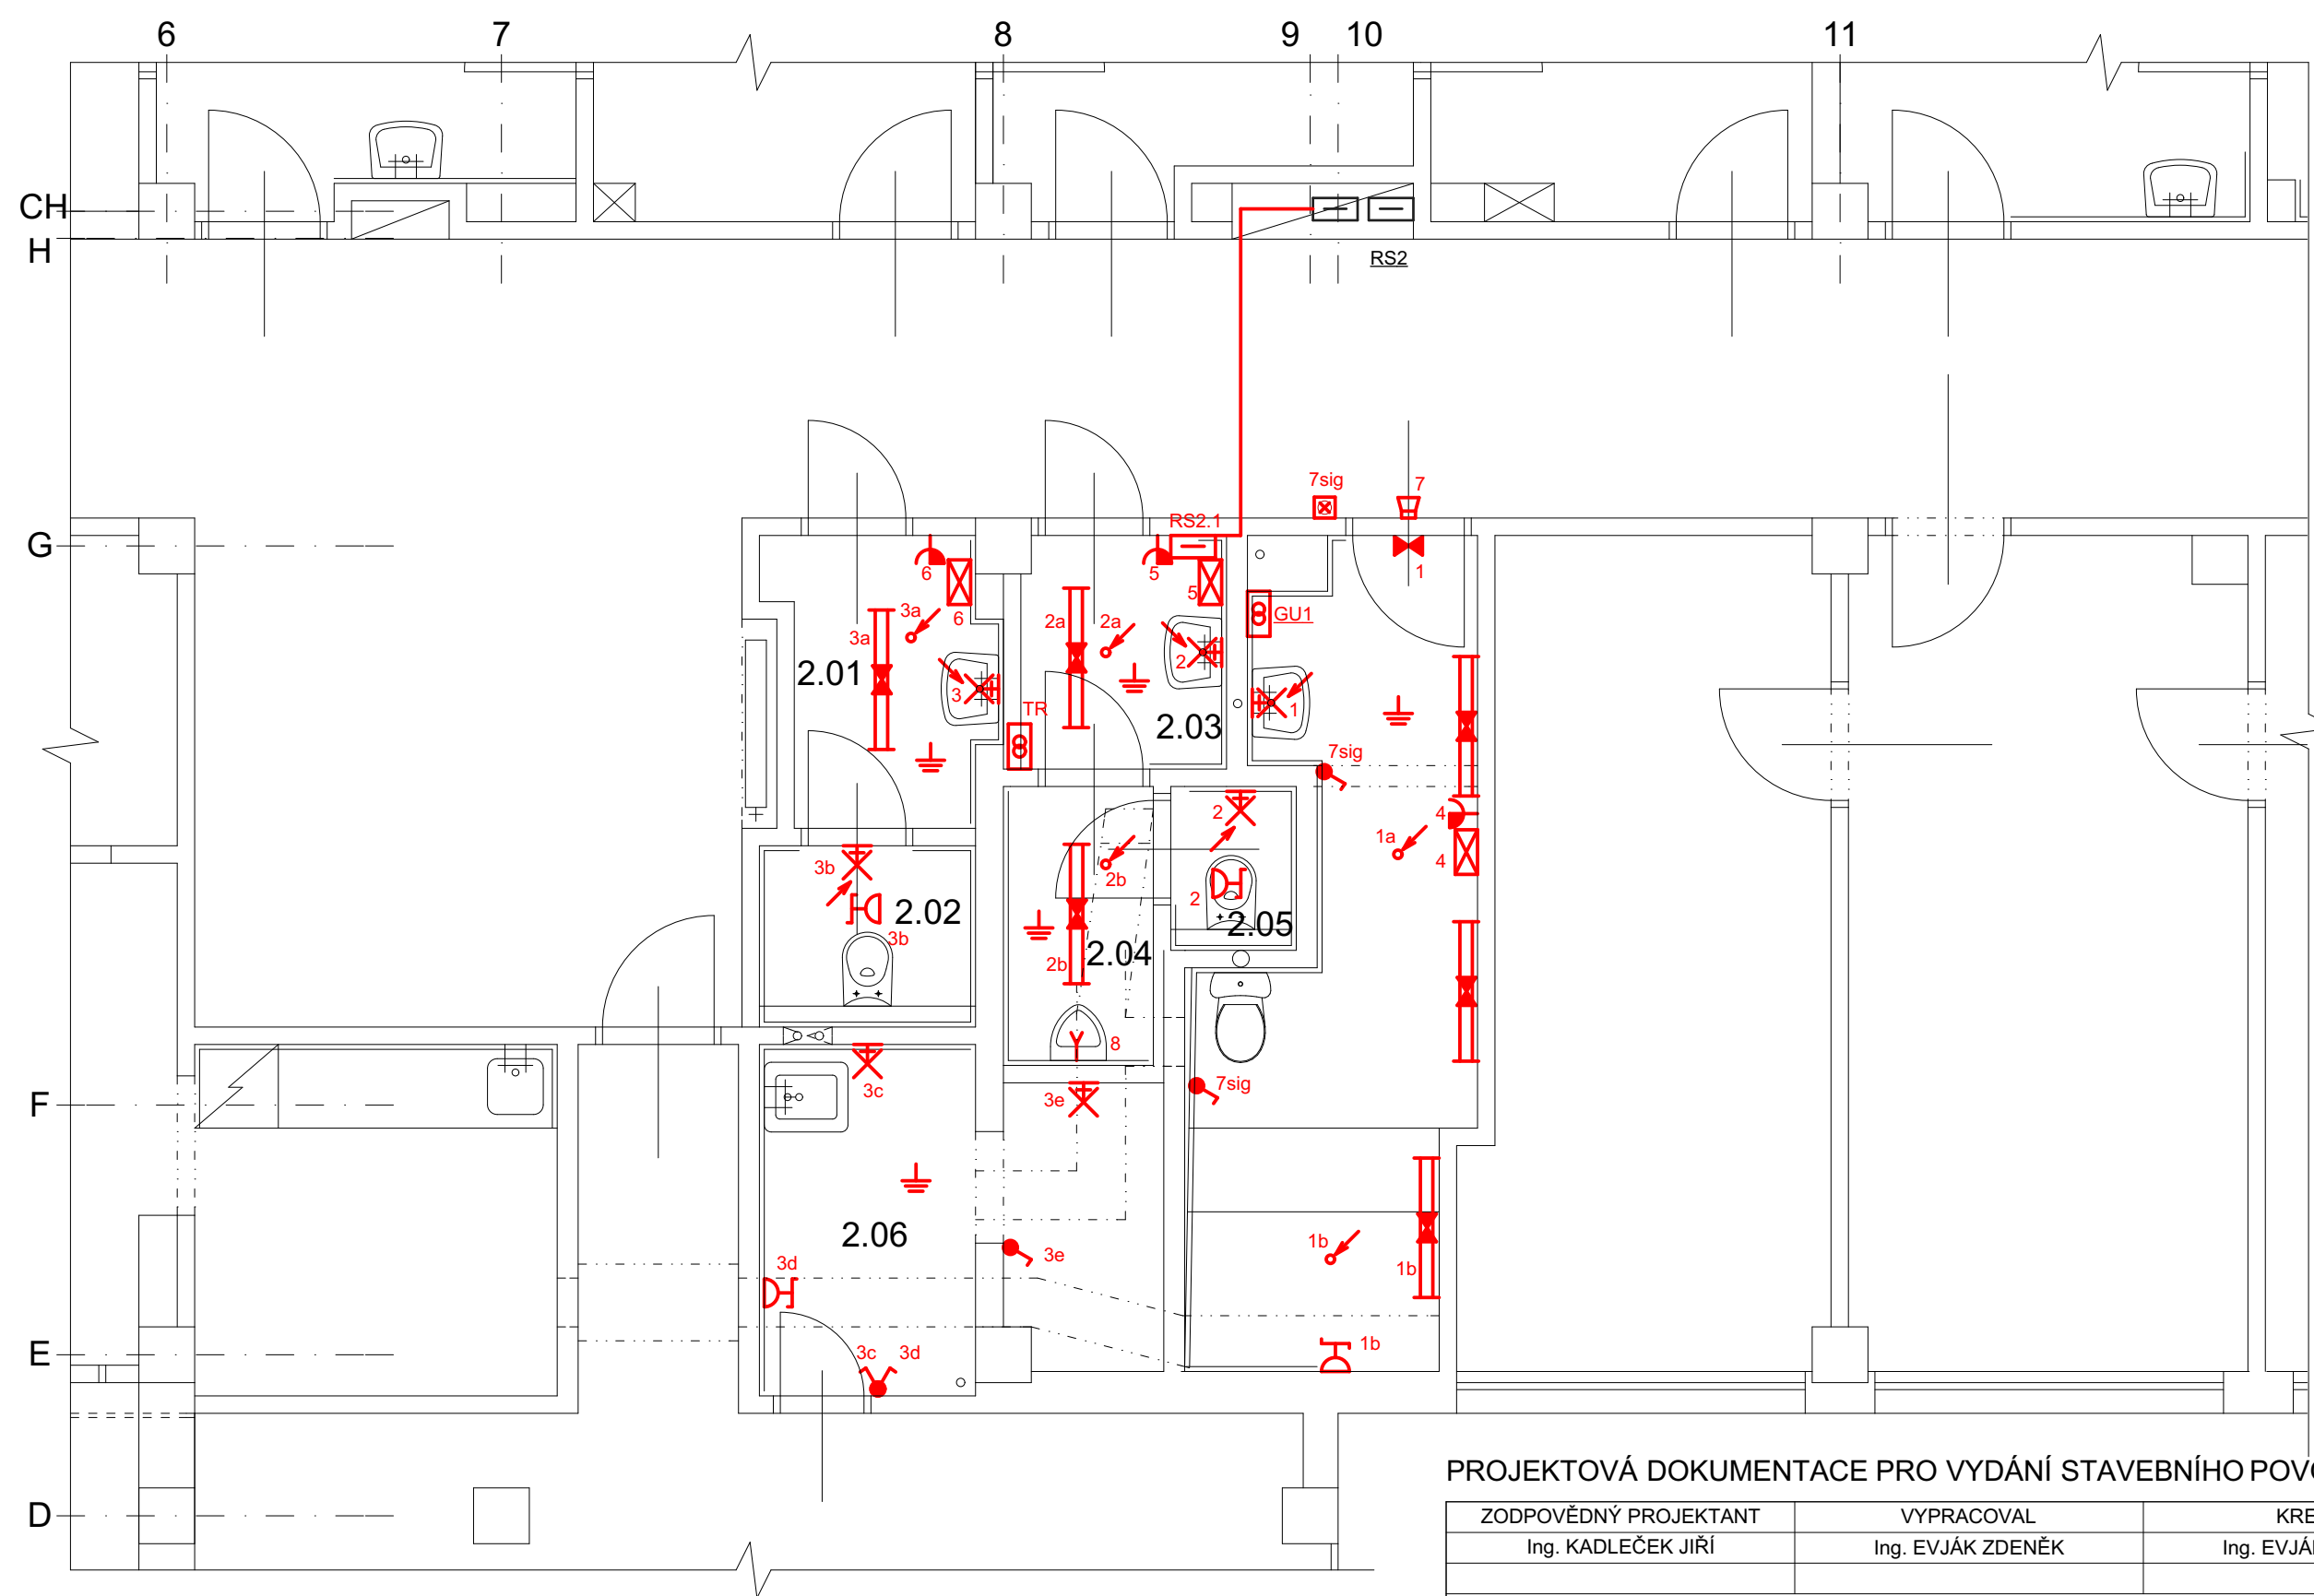 6 7 8 9 10 11
CH
H
RS2
7sig 7
RS2.1
G
6 5 1
5
6 GU1
3a 3a 2a 2a
2.01 2 3 1
TR 2.03
7sig
2 4
1a
3b 2b 2 4
2.02 2.05
3b 2.04
2b
8
3c 7sig
F 3e
2.06 1b
3e
3d 1b
E 3c 3d 1b
PROJEKTOVÁ DOKUMENTACE PRO VYDÁNÍ STAVEBNÍHO
D
ZODPOVĚDNÝ PROJEKTANT VYPRACOVAL
Ing. KADLEČEK JIŘÍ Ing. EVJÁK ZDENĚK Ing.